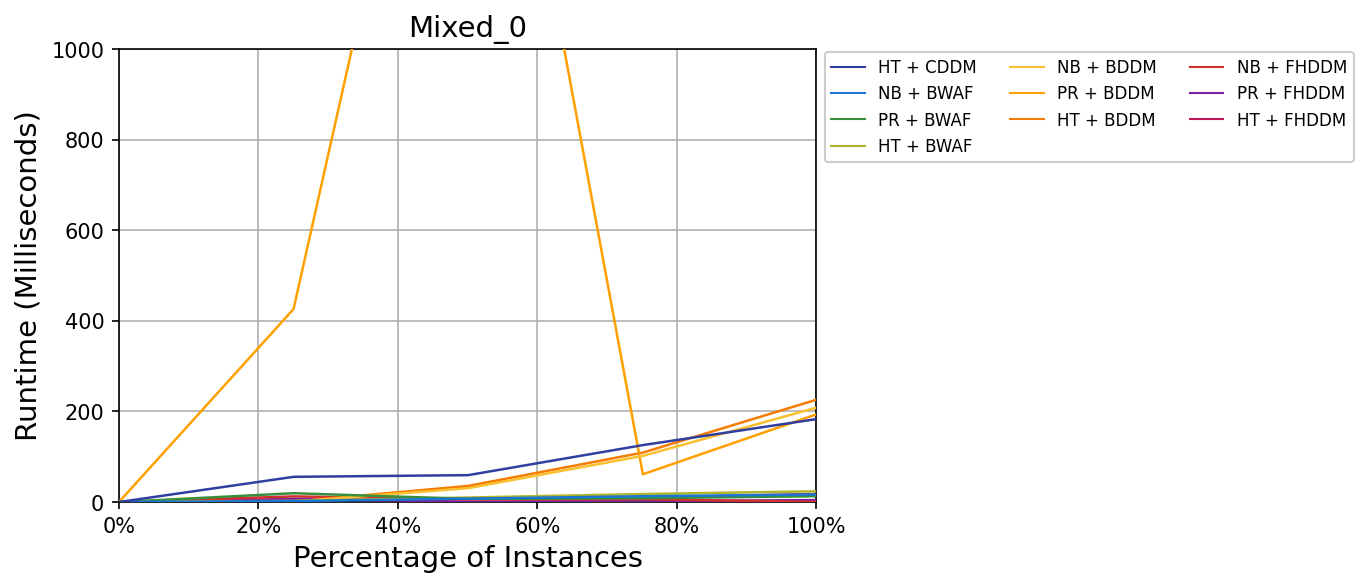 Mixed_0
1000
800
600
400
200
0
Runtime (Milliseconds)
0% 20% 40% 60% 80% 100%
Percentage of Instances
HT + CDDM
NB + BWAF
PR + BWAF
HT + BWAF
NB + BDDM
PR + BDDM
HT + BDDM
NB + FHDDM
PR + FHDDM
HT + FHDDM